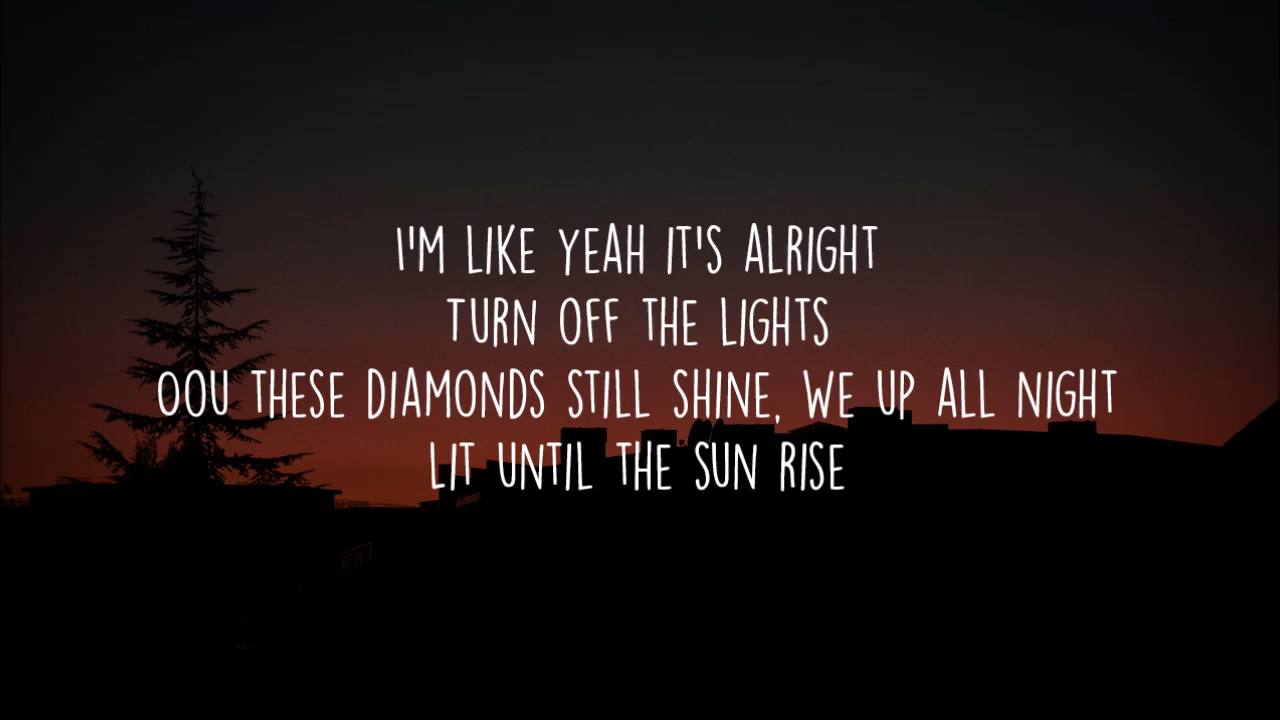 I'M LIKE YEAH IT'S ALRIGHT
TURN OFF THE LIGHTS
OOU THESE DIAMONDS STILL SHINE, WE UP ALL NIGHT
LIT UNTIL THE SUN RISE